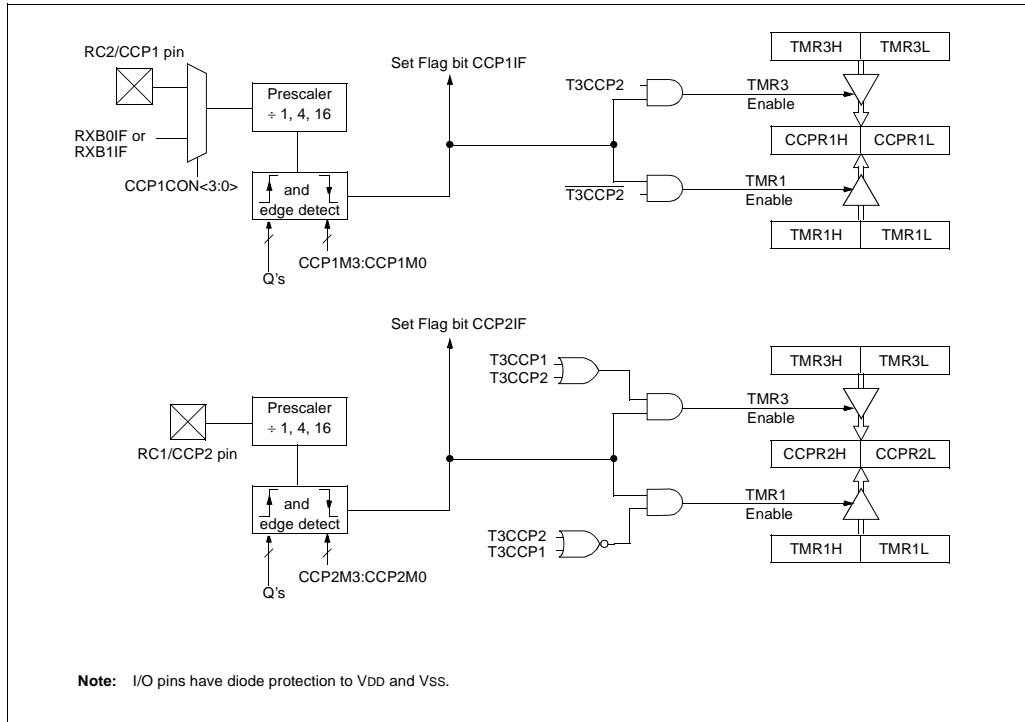 RC2/CCP1 pin
Set Flag bit CCP1IF
TMR3H TMR3L
Prescaler
÷ 1, 4, 16
T3CCP2
TMR3
Enable
RXB0IF or
RXB1IF
CCPR1H CCPR1L
CCP1CON<3:0>
and
edge detect
T3CCP2
TMR1
Enable
TMR1H TMR1L
CCP1M3:CCP1M0
Q's
Set Flag bit CCP2IF
TMR3H TMR3L
T3CCP1
T3CCP2
Prescaler
÷ 1, 4, 16
TMR3
Enable
RC1/CCP2 pin
CCPR2H CCPR2L
and
edge detect
TMR1
Enable
T3CCP2
T3CCP1
TMR1H TMR1L
CCP2M3:CCP2M0
Q's
Note: I/O pins have diode protection to VDD and VSS.